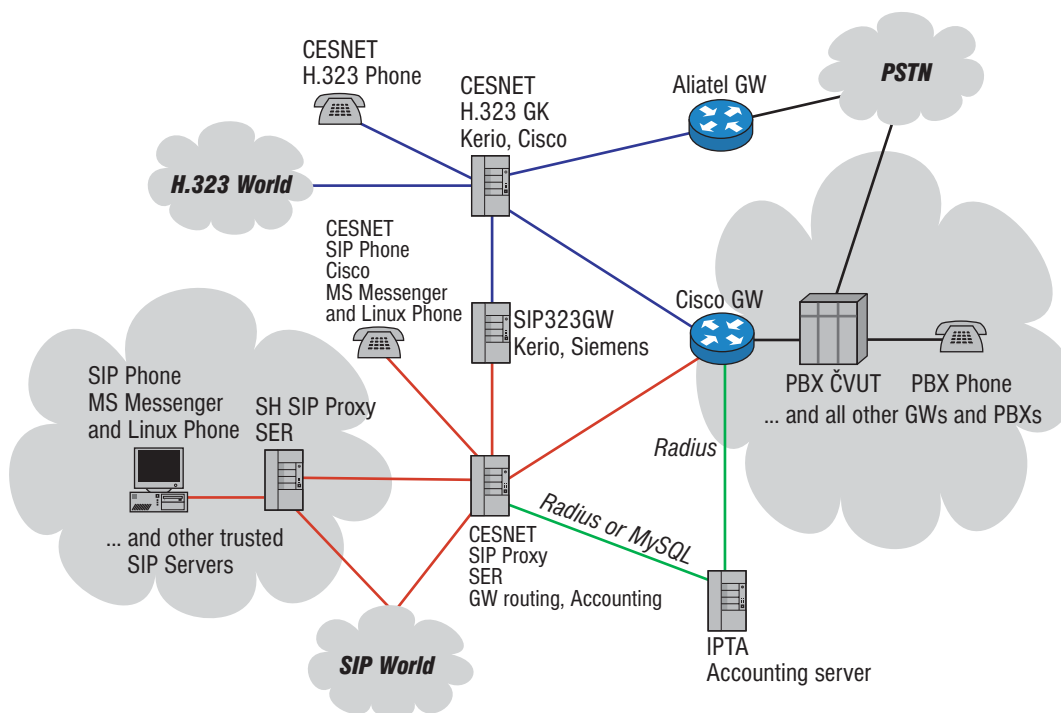 CESNET
H.323 Phone
CESNET
H.323 GK
Kerio, Cisco
Aliatel GW
PSTN
H.323 World
CESNET
SIP Phone
Cisco
MS Messenger
and Linux Phone
SIP323GW
Kerio, Siemens
Cisco GW
PBX ČVUT
PBX Phone
... and all other GWs and PBXs
SIP Phone
MS Messenger
and Linux Phone
SH SIP Proxy
SER
Radius
Radius or MySQL
... and other trusted
SIP Servers
CESNET
SIP Proxy
SER
GW routing, Accounting
SIP World
IPTA
Accounting server